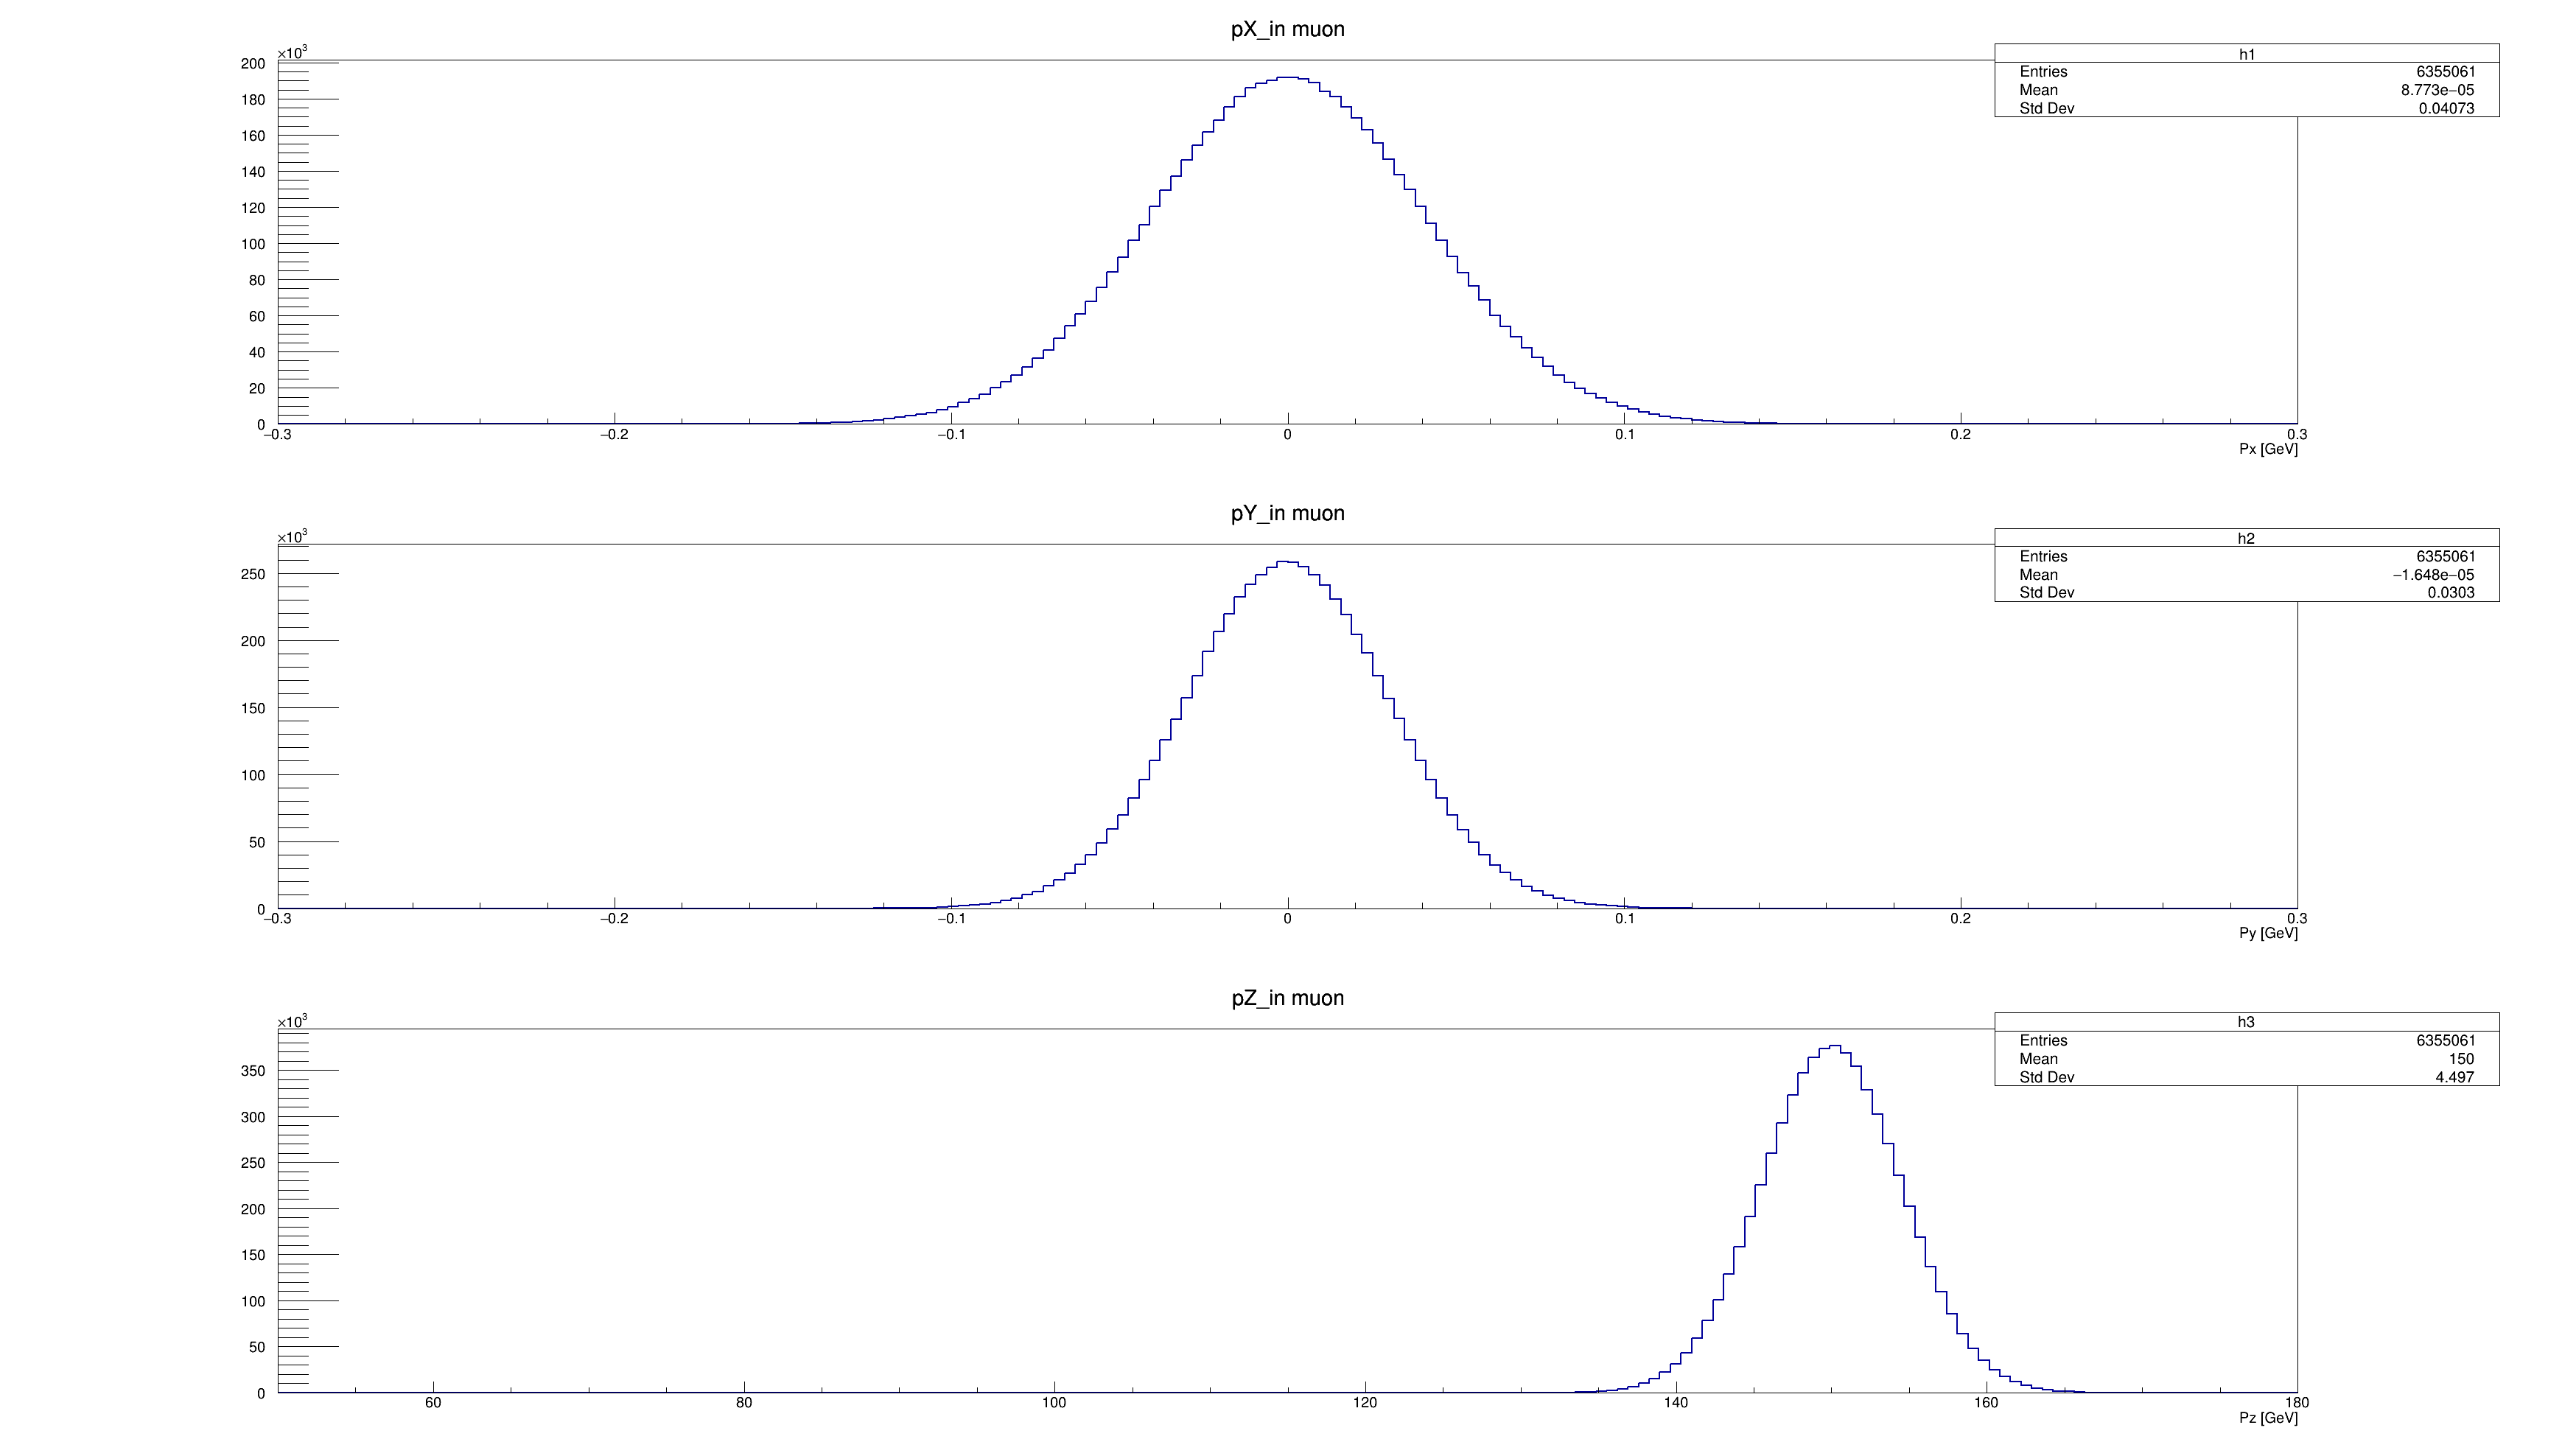 pX_in muon
×10³
h1
Entries 6355061
Mean 8.773e−05
Std Dev 0.04073
200
180
160
140
120
100
80
60
40
20
0
−0.3 −0.2 −0.1 0 0.1 0.2 0.3
Px [GeV]
pY_in muon
×10³
h2
Entries 6355061
Mean −1.648e−05
Std Dev 0.0303
250
200
150
100
50
0
−0.3 −0.2 −0.1 0 0.1 0.2 0.3
Py [GeV]
pZ_in muon
×10³
h3
Entries 6355061
Mean 150
Std Dev 4.497
350
300
250
200
150
100
50
0
60 80 100 120 140 160 180
Pz [GeV]